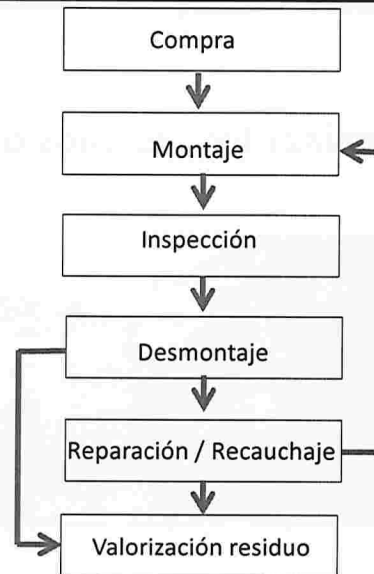 Compra
Montaje
Inspección
Desmontaje
Reparación / Recauchaje
Valorización residuo